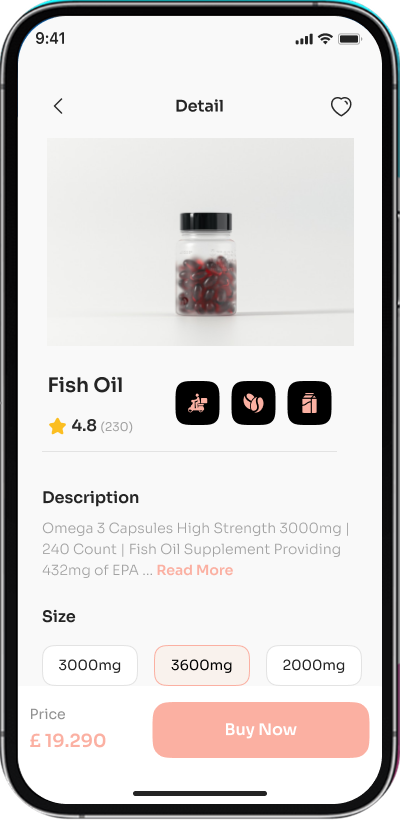 9:41
Detail
Fish Oil
4.8 (230)
Description
Omega 3 Capsules High Strength 3000mg |
240 Count | Fish Oil Supplement Providing
432mg of EPA ... Read More
Size
3000mg
3600mg
2000mg
Price
£ 19.290
Buy Now